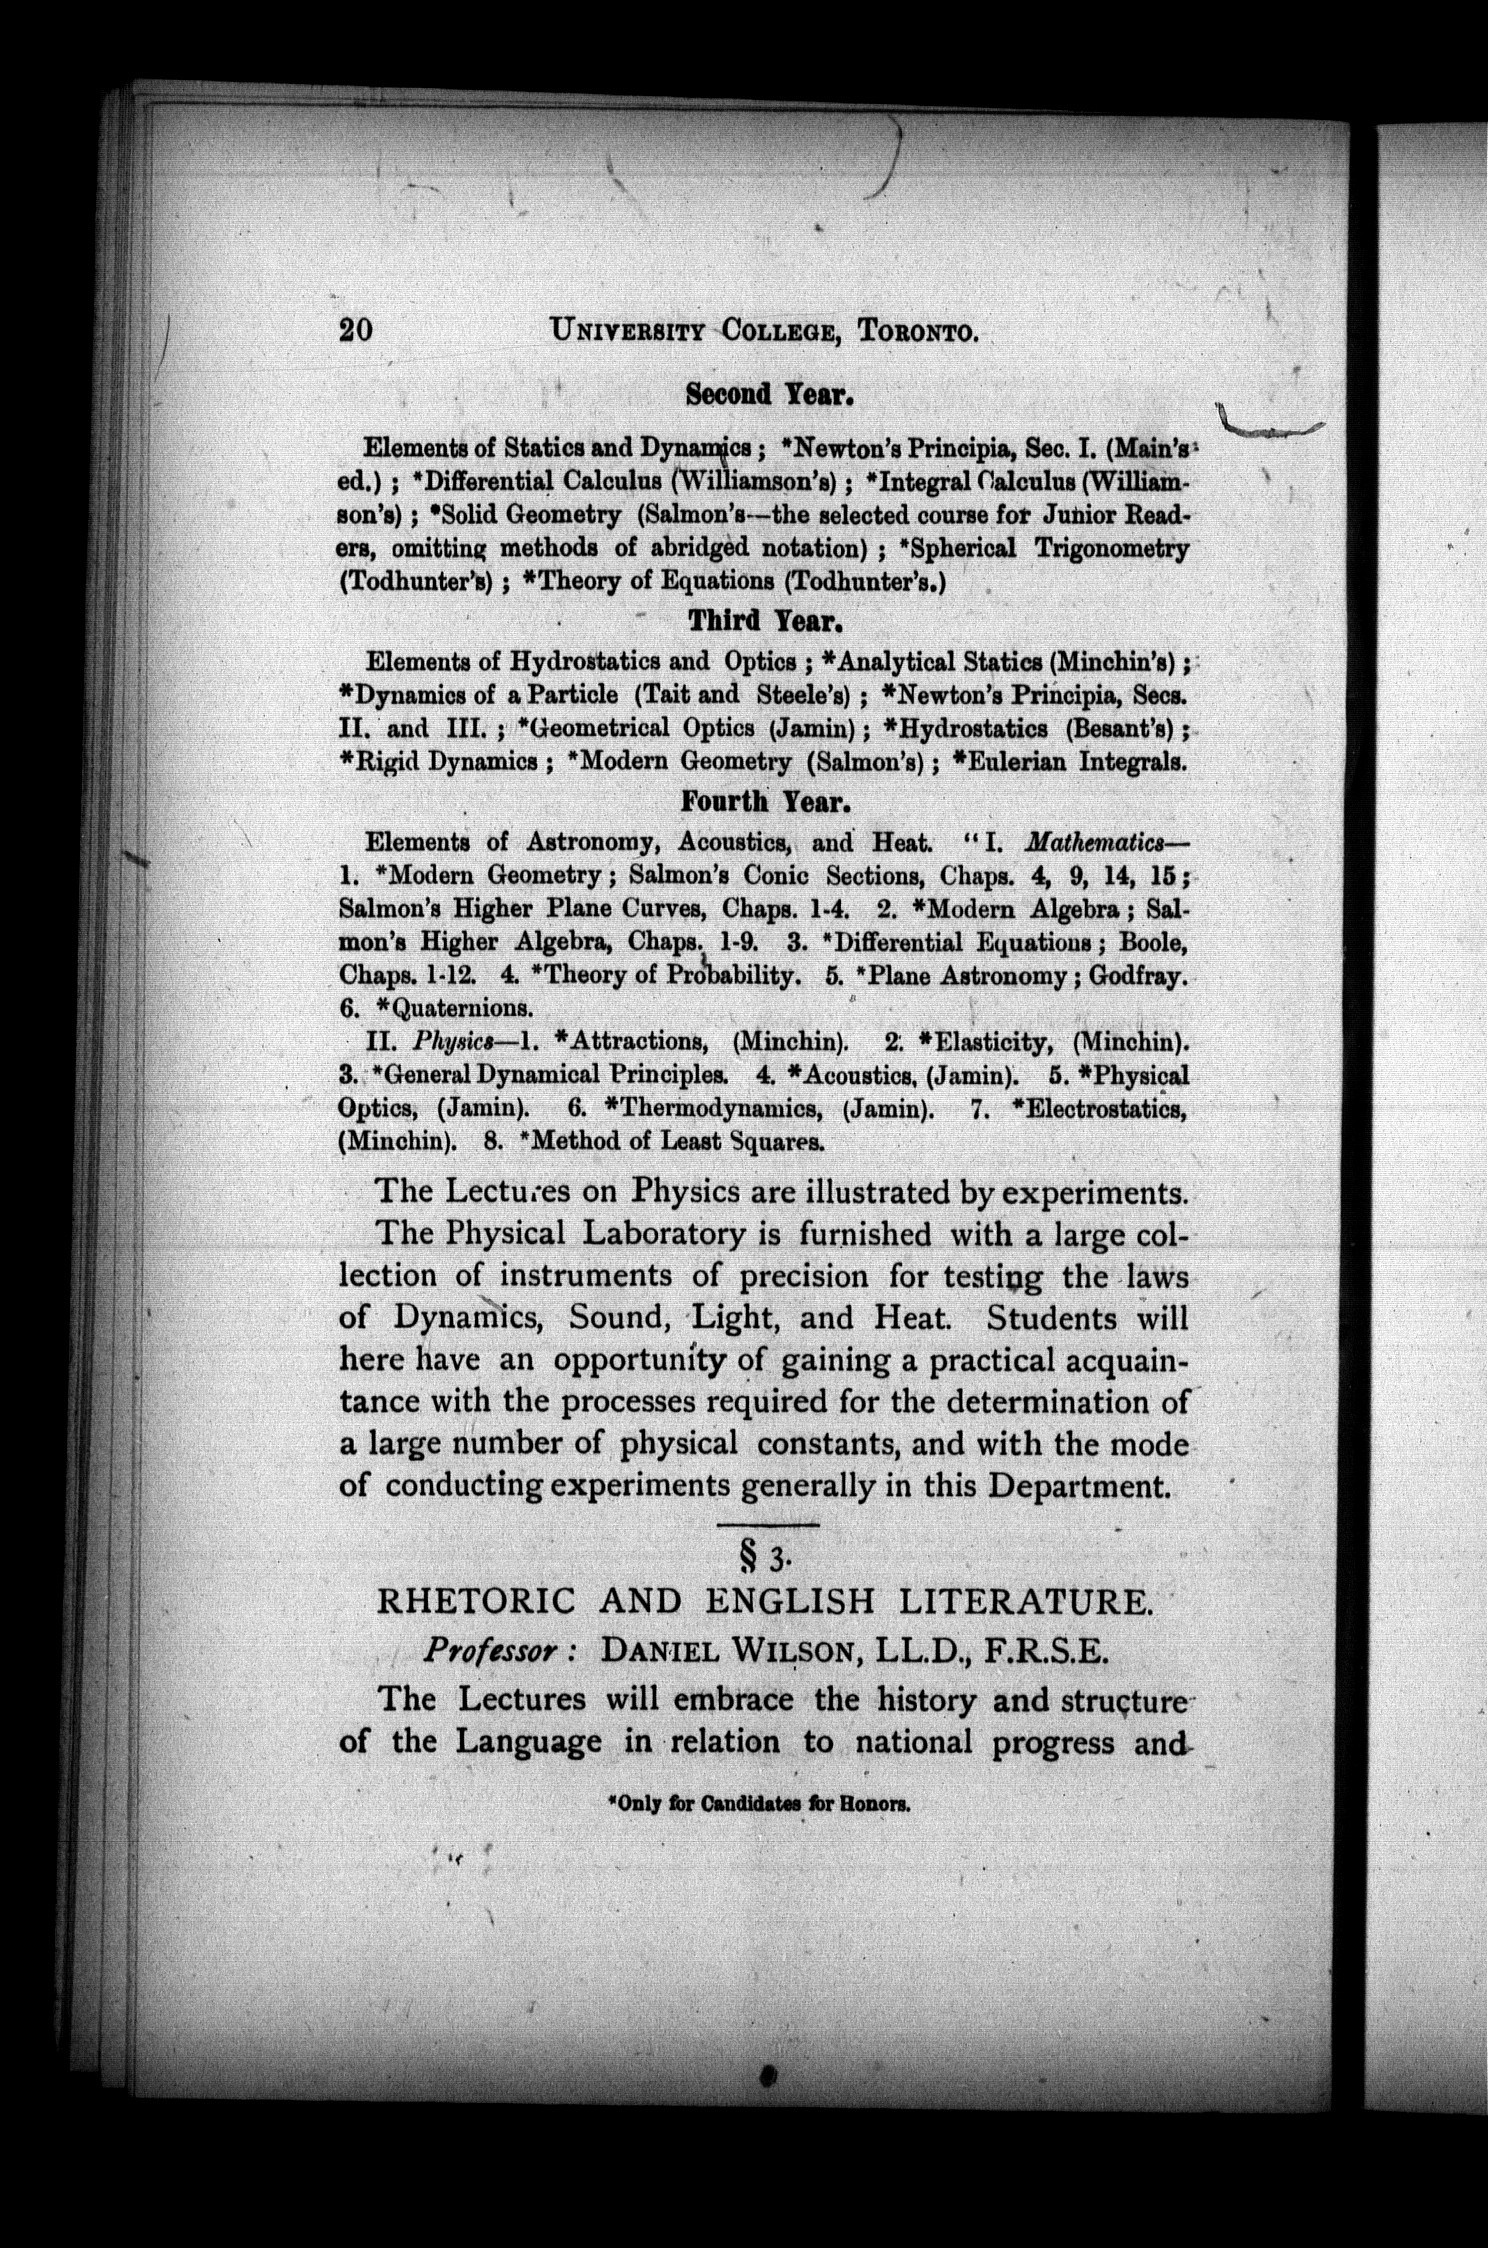 20 UNIVERSITY COLLEGE, TORONTO.
Second Year.
Elements of Statics and Dynamics ; *Newton's Principia, Sec. I. (Main's
ed.) ; *Differential Calculus (Williamson's) ; *Integral Calculus (William-
son's) ; *Solid Geometry (Salmon's—the selected course for Junior Read-
ers, omitting methods of abridged notation) ; *Spherical Trigonometry
(Todhunter's) ; *Theory of Equations (Todhunter's.)
Third Year.
Elements of Hydrostatics and Optics ; *Analytical Statics (Minchin's) ;
*Dynamics of a Particle (Tait and Steele's) ; *Newton's Principia, Secs.
II. and III. ; *Geometrical Optics (Jamin) ; *Hydrostatics (Besant's) ;
*Rigid Dynamics ; *Modern Geometry (Salmon's) ; *Eulerian Integrals.
Fourth Year.
Elements of Astronomy, Acoustics, and Heat. "I. Mathematics—
1. *Modern Geometry ; Salmon's Conic Sections, Chaps. 4, 9, 14, 15 ;
Salmon's Higher Plane Curves, Chaps. 1-4. 2. *Modern Algebra ; Sal-
mon's Higher Algebra, Chaps. 1-9. 3. *Differential Equations ; Boole,
Chaps. 1-12. 4. *Theory of Probability. 5. *Plane Astronomy ; Godfray.
6. *Quaternions.
II. Physics—1. *Attractions, (Minchin). 2. *Elasticity, (Minchin).
3. *General Dynamical Principles. 4. *Acoustics, (Jamin). 5. *Physical
Optics, (Jamin). 6. *Thermodynamics, (Jamin). 7. *Electrostatics,
(Minchin). 8. *Method of Least Squares.
The Lectures on Physics are illustrated by experiments.
The Physical Laboratory is furnished with a large col-
lection of instruments of precision for testing the laws
of Dynamics, Sound, Light, and Heat. Students will
here have an opportunity of gaining a practical acquain-
tance with the processes required for the determination of
a large number of physical constants, and with the mode
of conducting experiments generally in this Department.
§ 3.
RHETORIC AND ENGLISH LITERATURE.
Professor : DANIEL WILSON, LL.D., F.R.S.E.
The Lectures will embrace the history and structure
of the Language in relation to national progress and
*Only for Candidates for Honors.